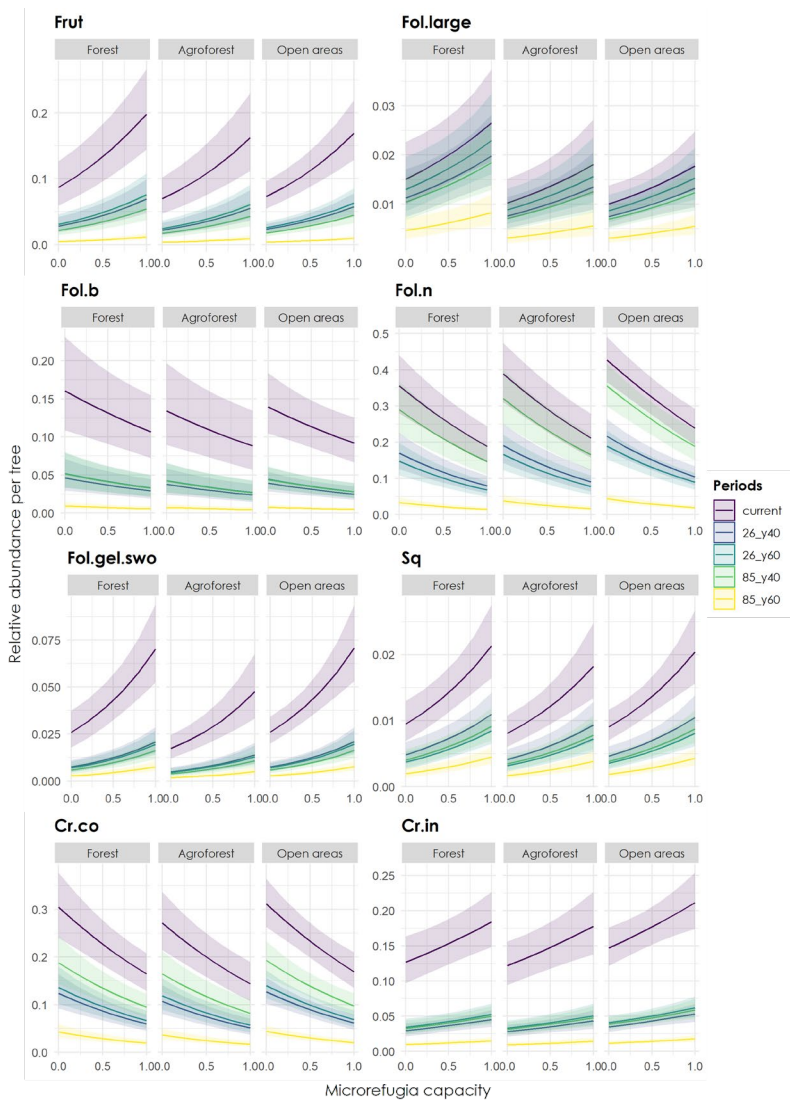 Frut
Fol.large
Forest Agroforest Open areas
Forest Agroforest Open areas
0.2
0.1
0.0
0.03
0.02
0.01
0.0 0.5 1.00.0 0.5 1.00.0 0.5 1.0
0.0 0.5 1.00.0 0.5 1.00.0 0.5 1.0
Fol.b
Fol.n
Forest Agroforest Open areas
Forest Agroforest Open areas
0.20
0.15
0.10
0.05
0.00
0.5
0.4
0.3
0.2
0.1
0.0
0.0 0.5 1.00.0 0.5 1.00.0 0.5 1.0
0.0 0.5 1.00.0 0.5 1.00.0 0.5 1.0
Fol.gel.swo
Sq
Forest Agroforest Open areas
Forest Agroforest Open areas
0.075
0.050
0.025
0.000
0.02
0.01
0.00
0.0 0.5 1.00.0 0.5 1.00.0 0.5 1.0
0.0 0.5 1.00.0 0.5 1.00.0 0.5 1.0
Cr.co
Cr.in
Forest Agroforest Open areas
Forest Agroforest Open areas
0.3
0.2
0.1
0.0
0.25
0.20
0.15
0.10
0.05
0.00
0.0 0.5 1.00.0 0.5 1.00.0 0.5 1.0
0.0 0.5 1.00.0 0.5 1.00.0 0.5 1.0
Relative abundance per tree
Microrefugia capacity
Periods
current
26_y40
26_y60
85_y40
85_y60